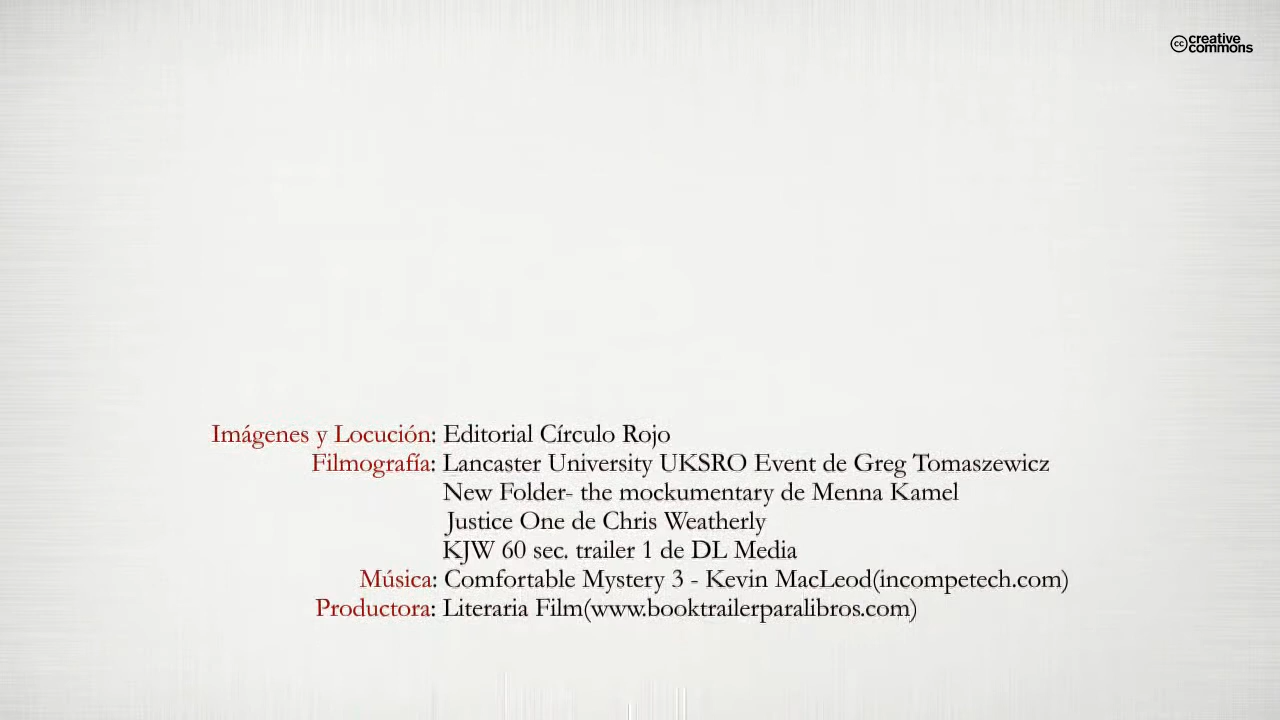 cc creative
commons
Imágenes y Locución: Editorial Círculo Rojo
Filmografía: Lancaster University UKSRO Event de Greg Tomaszewicz
New Folder- the mockumentary de Menna Kamel
Justice One de Chris Weatherly
KJW 60 sec. trailer 1 de DL Media
Música: Comfortable Mystery 3 - Kevin MacLeod(incompetech.com)
Productora: Literaria Film(www.booktrailerparalibros.com)